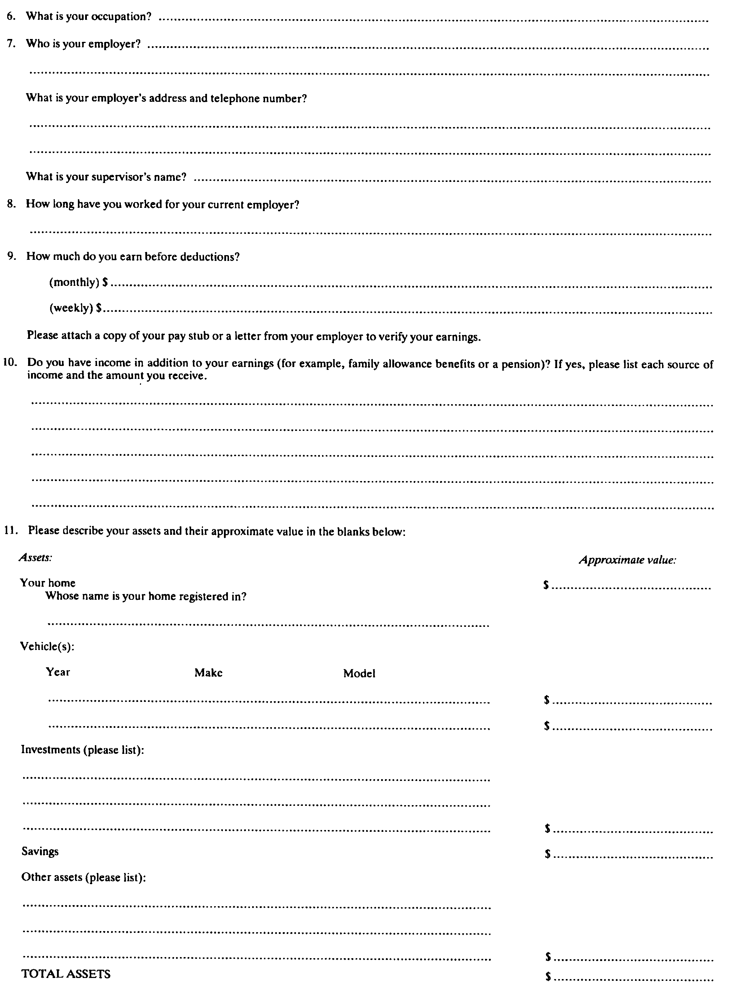 6. What is your occupation? ....................
7. Who is your employer? ....................
....................
What is your employer's address and telephone number?
....................
....................
What is your supervisor's name? ....................
8. How long have you worked for your current employer?
....................
9. How much do you earn before deductions?
(monthly) $ ....................
(weekly) $ ....................
Please attach a copy of your pay stub or a letter from your employer to verify your earnings.
10. Do you have income in addition to your earnings (for example, family allowance benefits or a pension)? If yes, please list each source of
income and the amount you receive.
....................
....................
....................
....................
....................
11. Please describe your assets and their approximate value in the blanks below:
Assets: Approximate value:
Your home $ ....................
Whose name is your home registered in?
....................
Vehicle(s):
Year Make Model
.................... $ ....................
.................... $ ....................
Investments (please list):
....................
....................
.................... $ ....................
Savings $ ....................
Other assets (please list):
....................
....................
.................... $ ....................
TOTAL ASSETS $ ....................